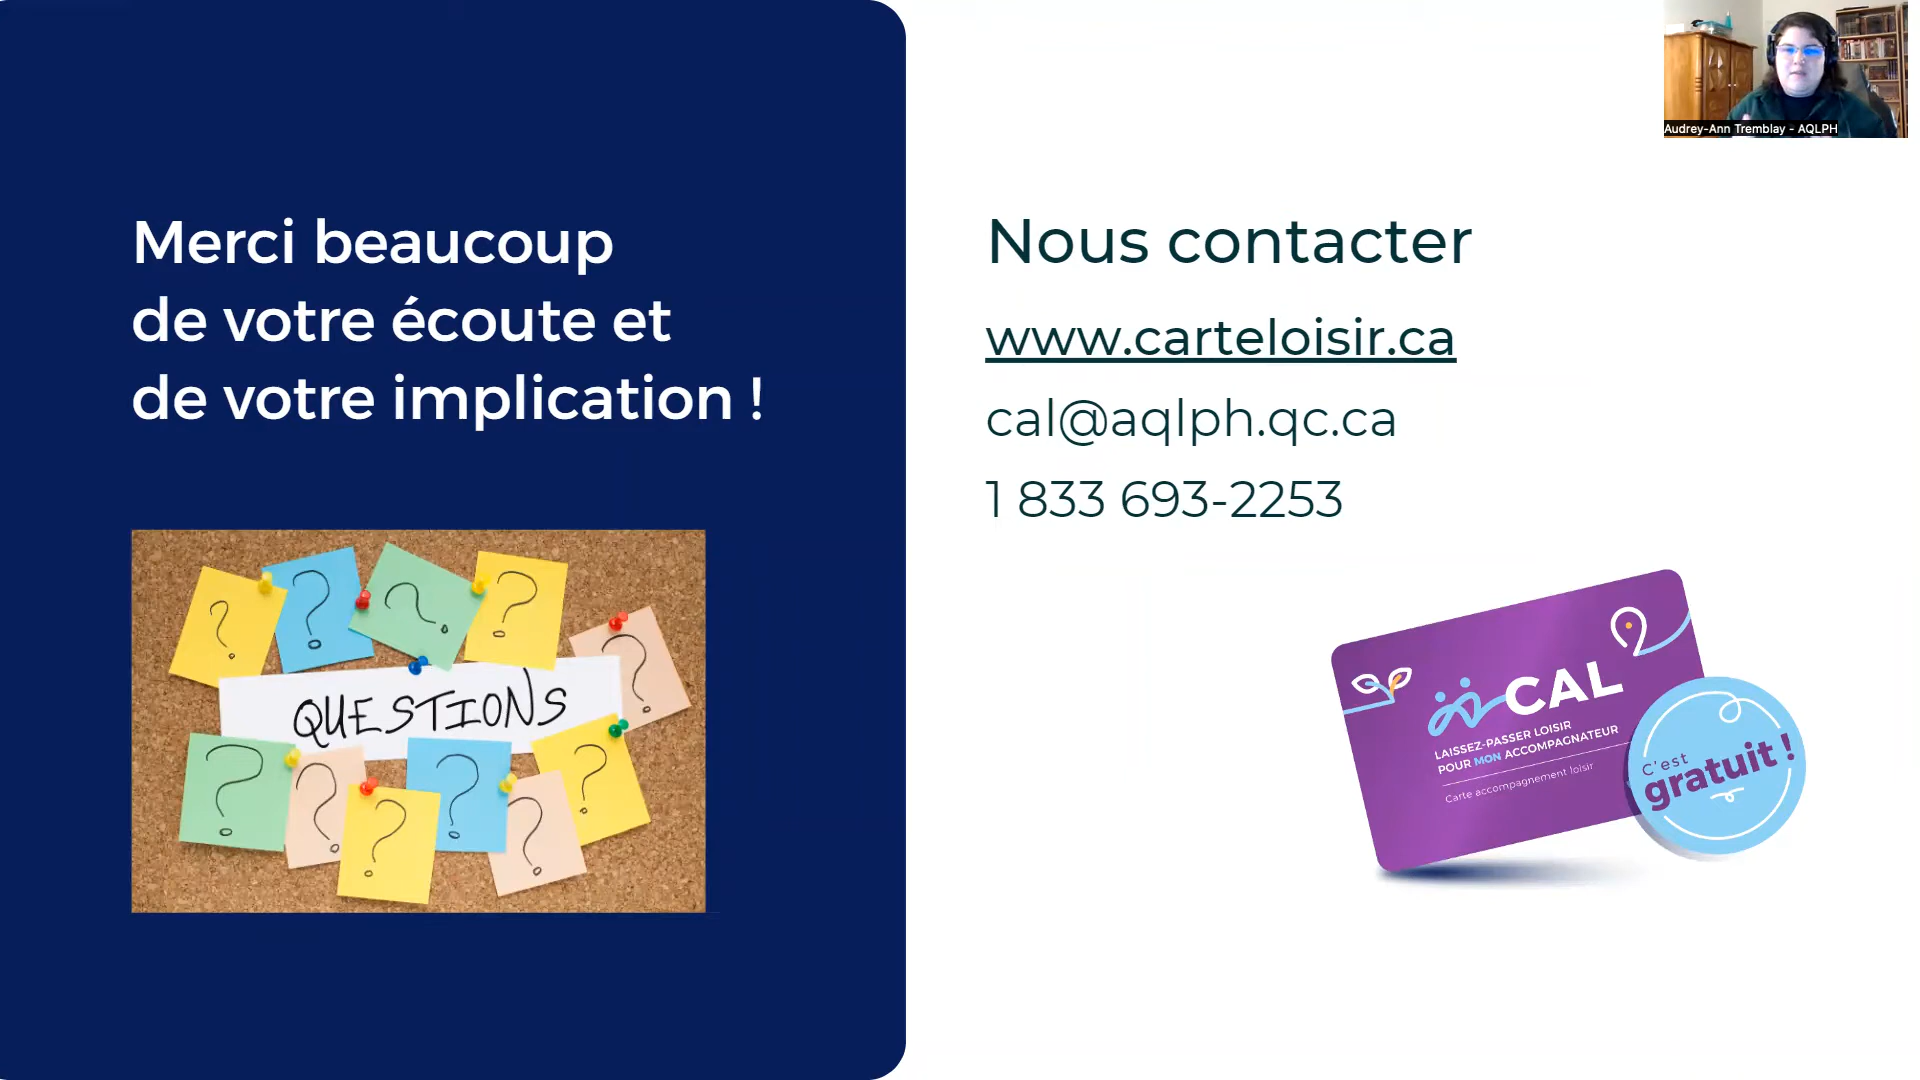 Audrey-Ann Tremblay - AQLPH
Merci beaucoup
de votre écoute et
de votre implication !
? ? ? ? ?
QUESTIONS
? ? ? ? ? ?
Nous contacter
www.carteloisir.ca
cal@aqlph.qc.ca
1 833 693-2253
CAL
LAISSEZ-PASSER LOISIR
POUR MON ACCOMPAGNATEUR
Carte accompagnement loisir
C'est
gratuit !